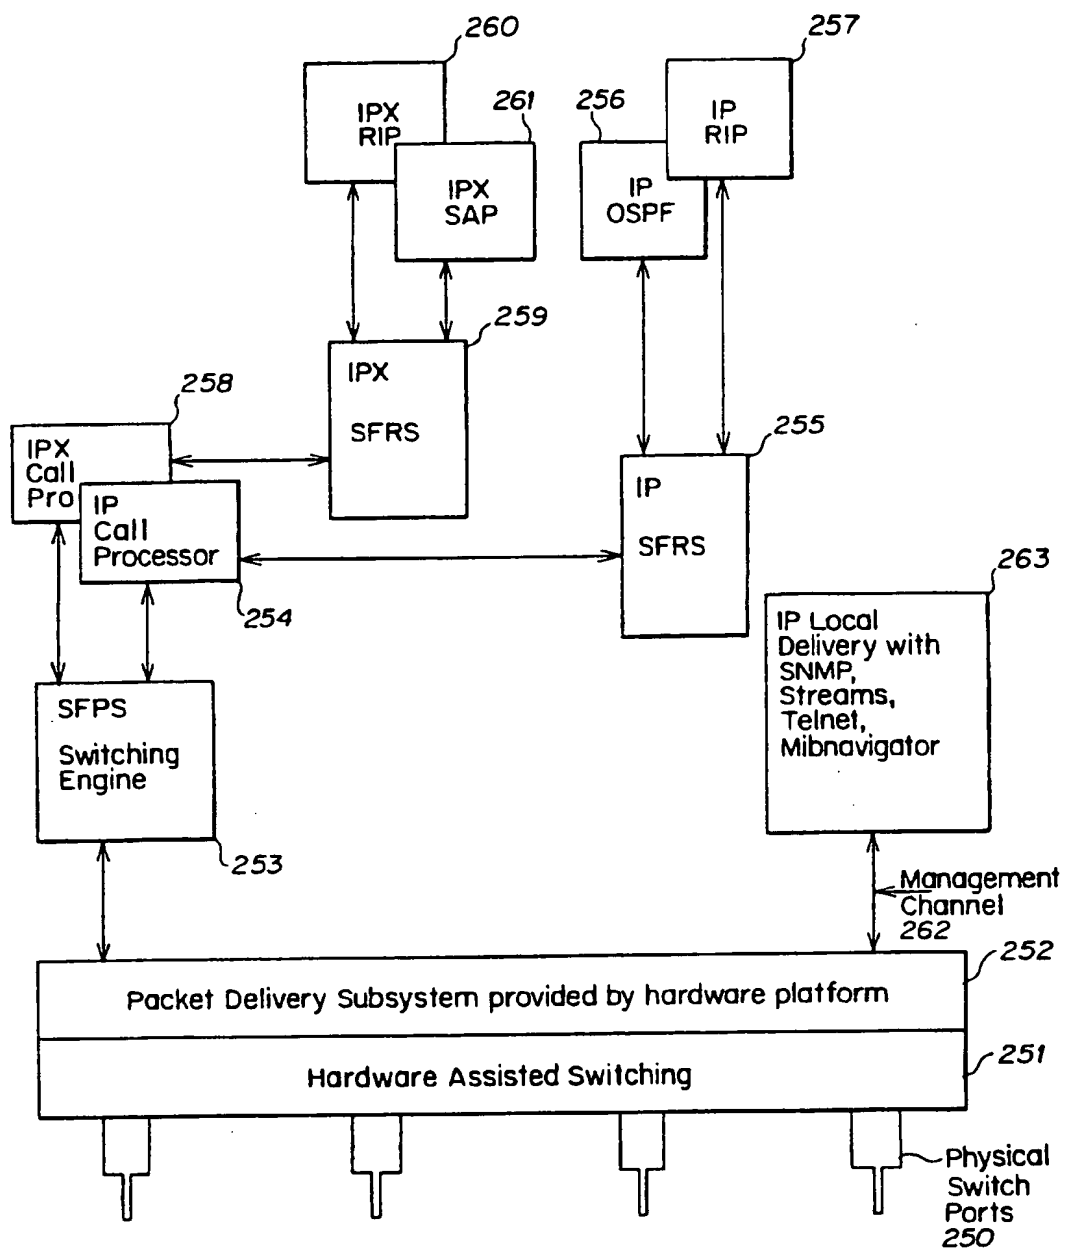 260
257
IPX
RIP
261
256
IP
RIP
IPX
SAP
IP
OSPF
259
IPX
SFRS
258
255
IPX
Call
Pro
IP
Call
Processor
IP
SFRS
254
263
IP Local
Delivery with
SNMP,
Streams,
Telnet,
Mibnavigator
SFPS
Switching
Engine
253
Management
Channel
262
252
Packet Delivery Subsystem provided by hardware platform
251
Hardware Assisted Switching
Physical
Switch
Ports
250